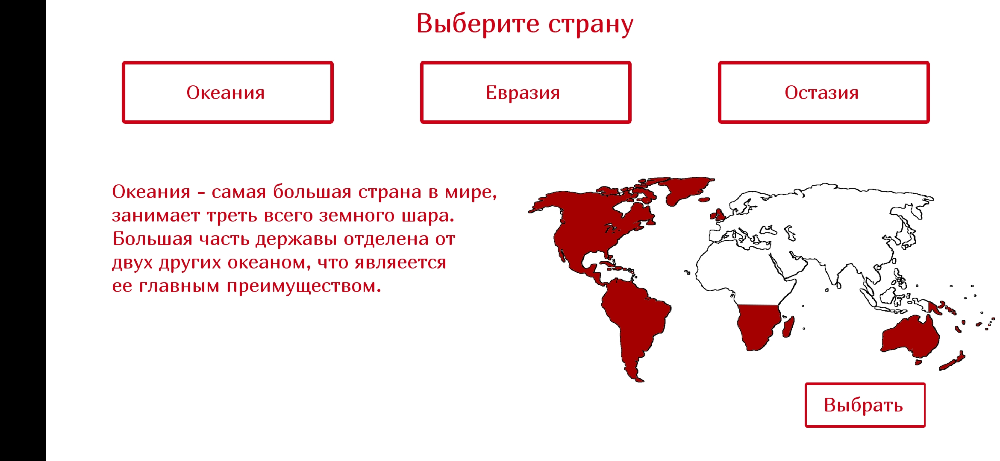 Выберите страну
Океания
Евразия
Остазия
Океания - самая большая страна в мире,
занимает треть всего земного шара.
Большая часть державы отделена от
двух других океаном, что являеется
ее главным преимуществом.
Выбрать